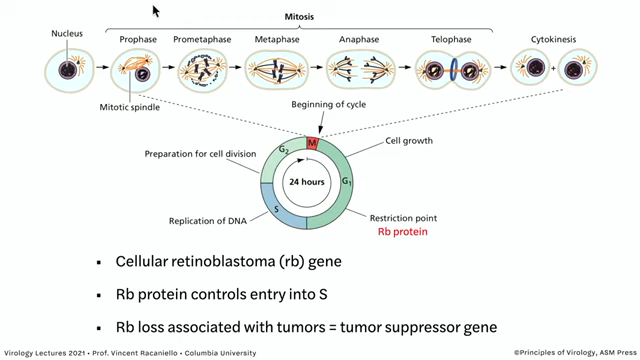 Mitosis
Nucleus
Prophase
Prometaphase
Metaphase
Anaphase
Telophase
Cytokinesis
+
Mitotic spindle
Beginning of cycle
Preparation for cell division
G2
M
Cell growth
24 hours
G1
S
Replication of DNA
Restriction point
Rb protein
▪ Cellular retinoblastoma (rb) gene
▪ Rb protein controls entry into S
▪ Rb loss associated with tumors = tumor suppressor gene
Virology Lectures 2021 • Prof. Vincent Racaniello • Columbia University
©Principles of Virology, ASM Press